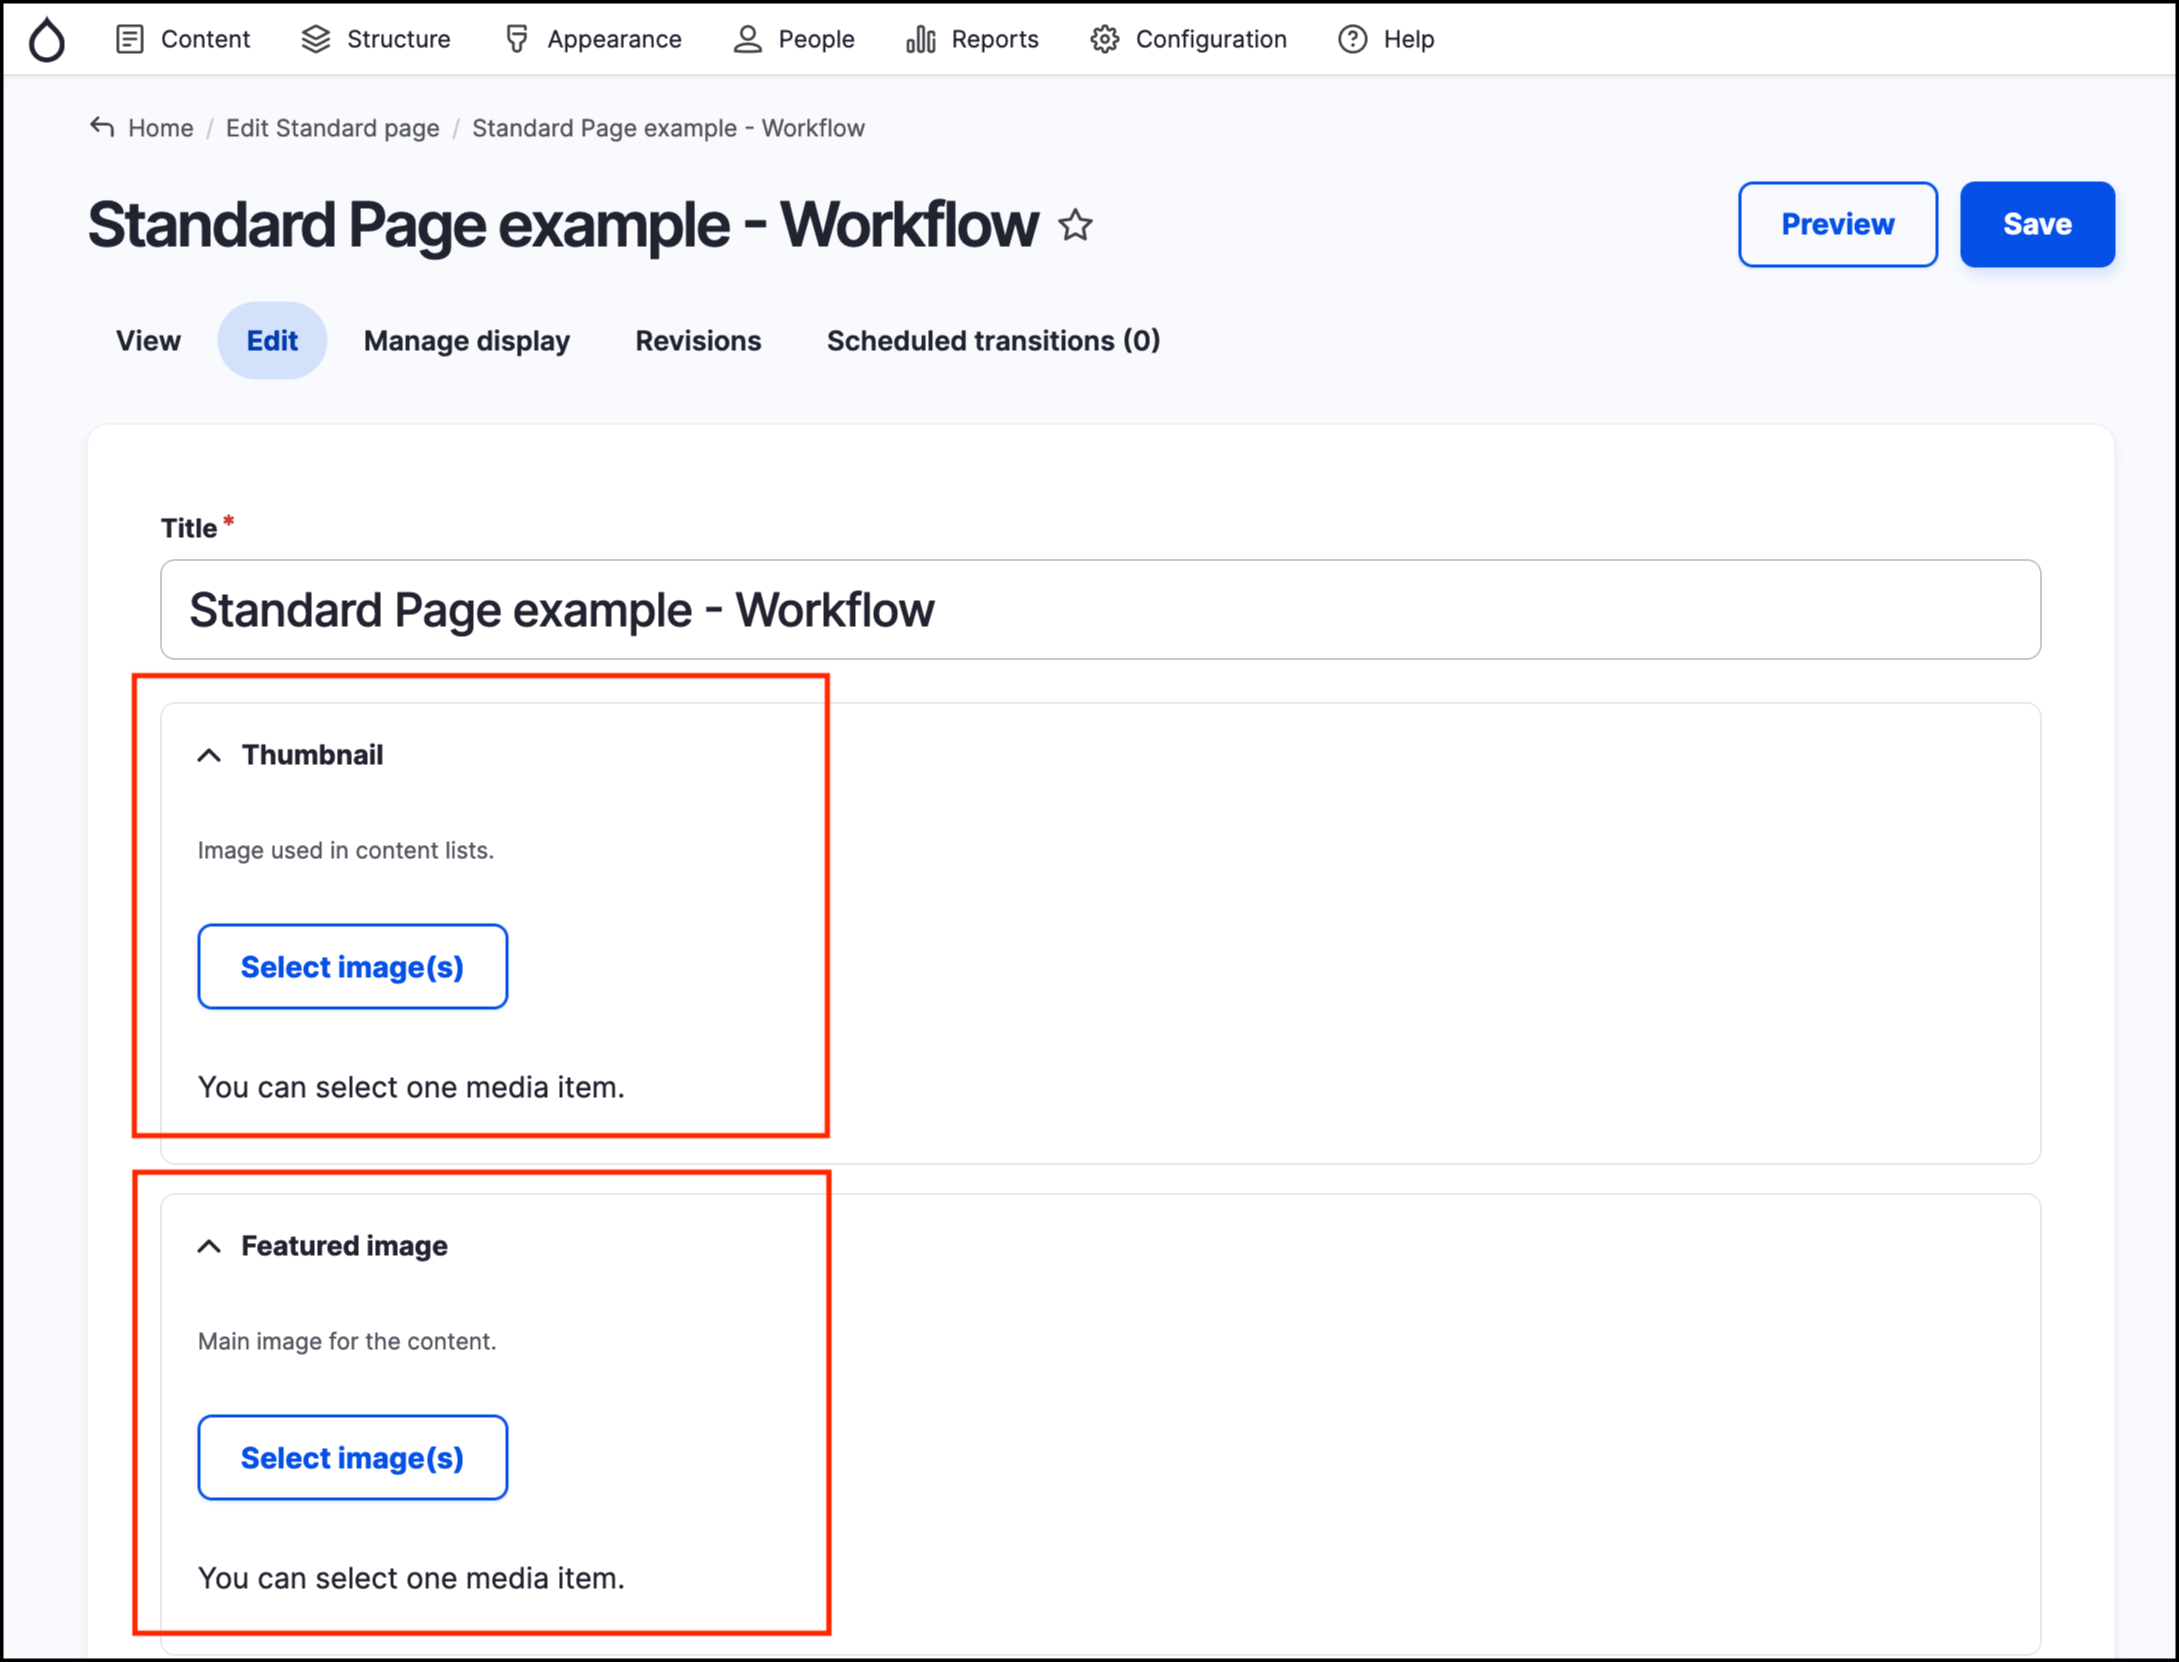 Content Structure Appearance People Reports Configuration Help
Home / Edit Standard page / Standard Page example - Workflow
Standard Page example - Workflow
Preview Save
View Edit Manage display Revisions Scheduled transitions (0)
Title *
Standard Page example - Workflow
Thumbnail
Image used in content lists.
Select image(s)
You can select one media item.
Featured image
Main image for the content.
Select image(s)
You can select one media item.